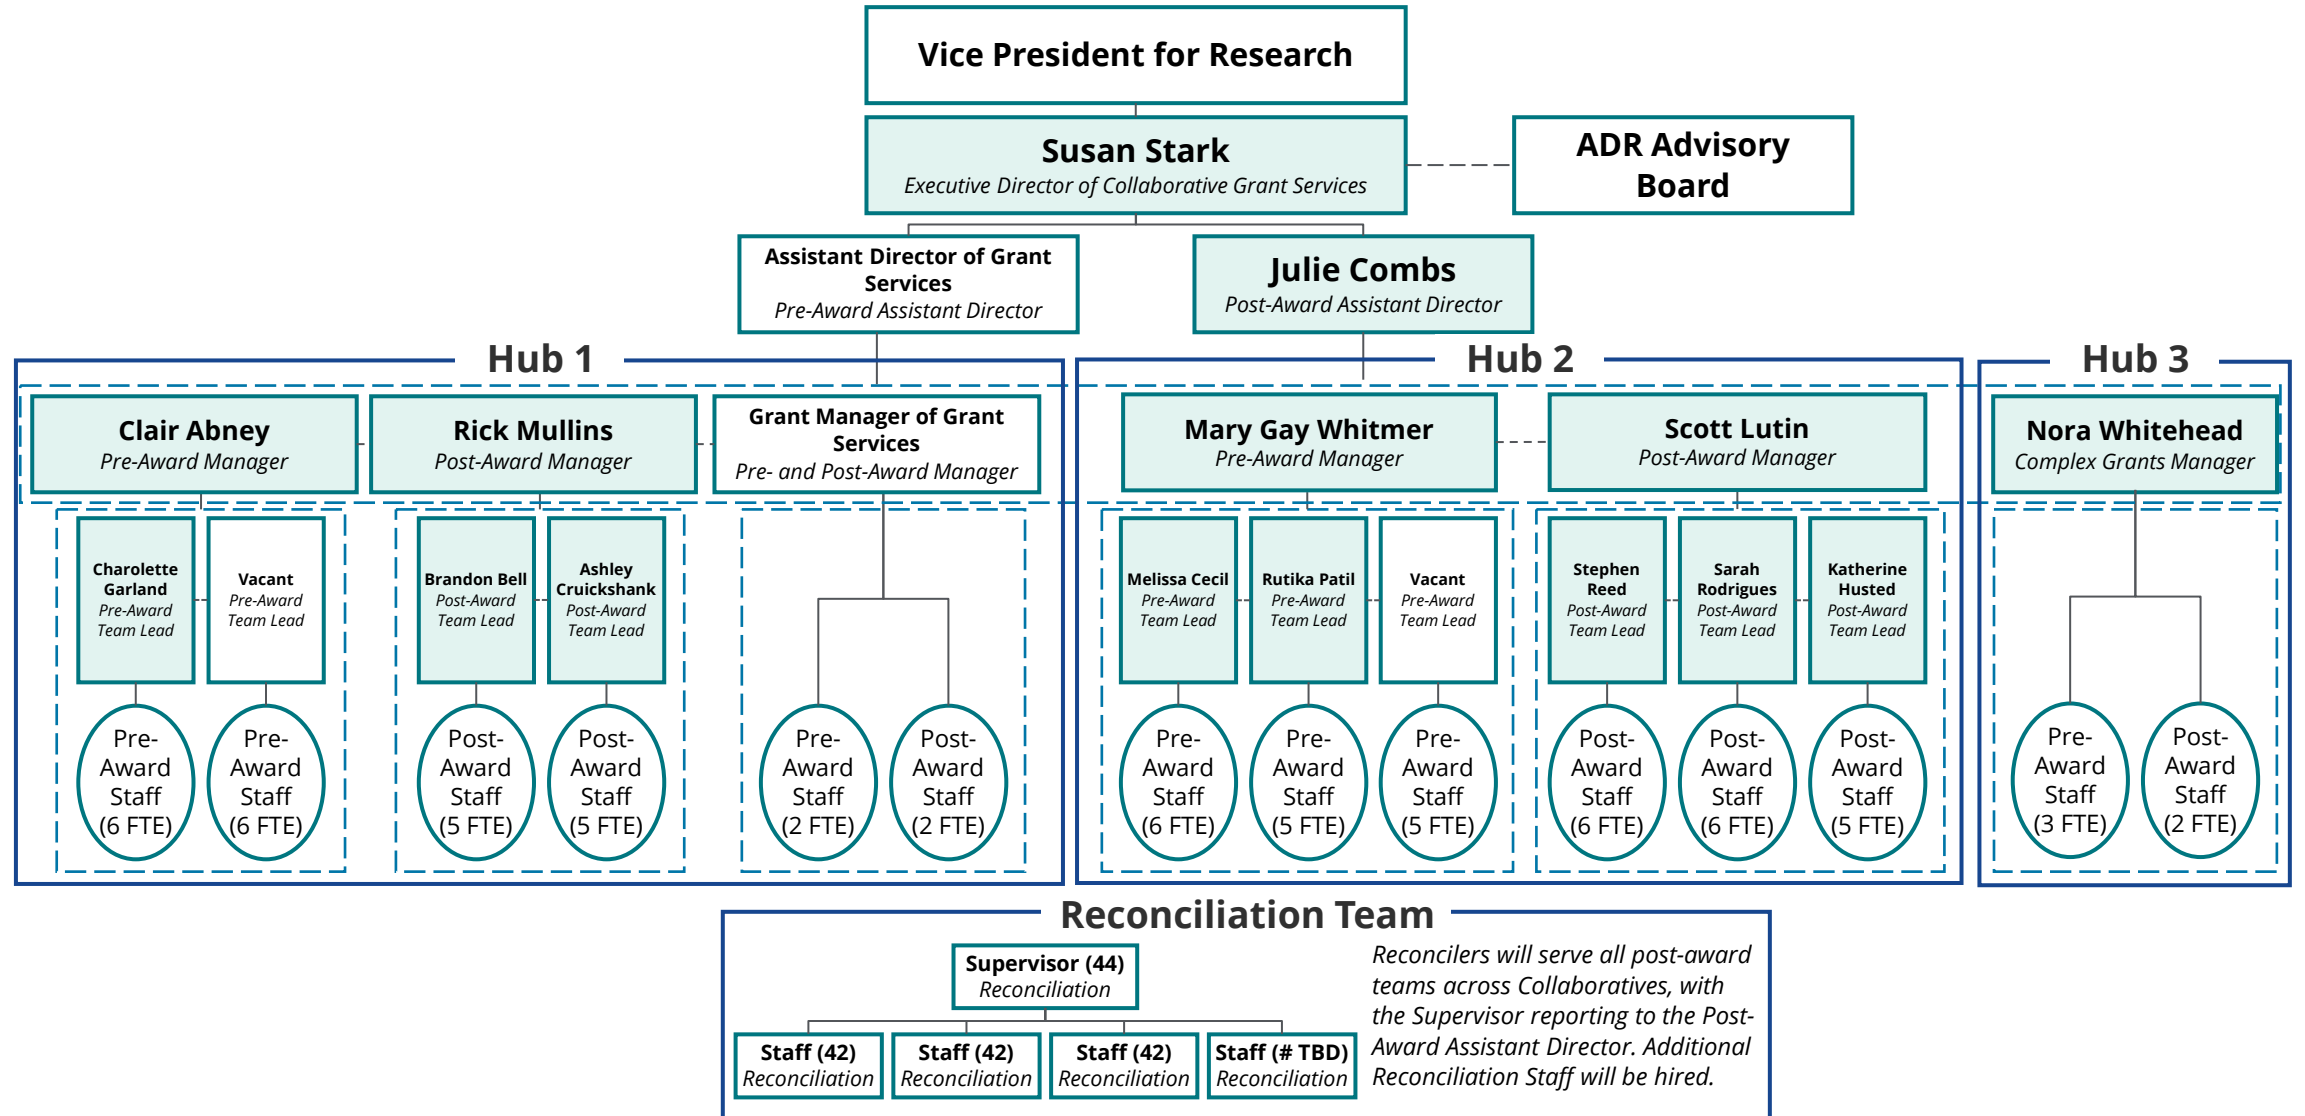 Vice President for Research
Susan Stark
Executive Director of Collaborative Grant Services
ADR Advisory
Board
Assistant Director of Grant
Services
Pre-Award Assistant Director
Julie Combs
Post-Award Assistant Director
Hub 1
Clair Abney
Pre-Award Manager
Rick Mullins
Post-Award Manager
Grant Manager of Grant
Services
Pre- and Post-Award Manager
Charolette
Garland
Pre-Award
Team Lead
Vacant
Pre-Award
Team Lead
Brandon Bell
Post-Award
Team Lead
Ashley
Cruickshank
Post-Award
Team Lead
Pre-
Award
Staff
(6 FTE)
Pre-
Award
Staff
(6 FTE)
Post-
Award
Staff
(5 FTE)
Post-
Award
Staff
(5 FTE)
Pre-
Award
Staff
(2 FTE)
Post-
Award
Staff
(2 FTE)
Hub 2
Mary Gay Whitmer
Pre-Award Manager
Scott Lutin
Post-Award Manager
Melissa Cecil
Pre-Award
Team Lead
Rutika Patil
Pre-Award
Team Lead
Vacant
Pre-Award
Team Lead
Stephen
Reed
Post-Award
Team Lead
Sarah
Rodrigues
Post-Award
Team Lead
Katherine
Husted
Post-Award
Team Lead
Pre-
Award
Staff
(6 FTE)
Pre-
Award
Staff
(5 FTE)
Pre-
Award
Staff
(5 FTE)
Post-
Award
Staff
(6 FTE)
Post-
Award
Staff
(6 FTE)
Post-
Award
Staff
(5 FTE)
Hub 3
Nora Whitehead
Complex Grants Manager
Pre-
Award
Staff
(3 FTE)
Post-
Award
Staff
(2 FTE)
Reconciliation Team
Supervisor (44)
Reconciliation
Staff (42)
Reconciliation
Staff (42)
Reconciliation
Staff (42)
Reconciliation
Staff (# TBD)
Reconciliation
Reconcilers will serve all post-award
teams across Collaboratives, with
the Supervisor reporting to the Post-
Award Assistant Director. Additional
Reconciliation Staff will be hired.